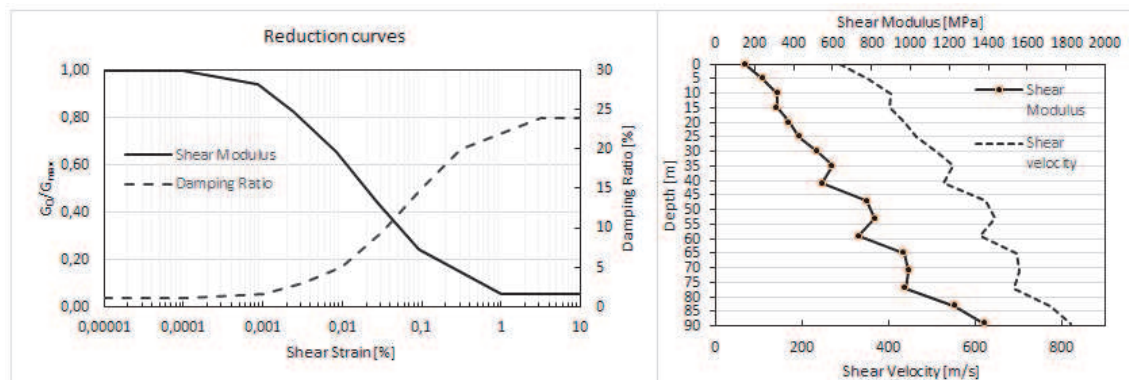 Reduction curves
1,00
0,80
0,60
0,40
0,20
0,00
G0/Gmax
Shear Modulus
Damping Ratio
30
25
20
15
10
5
0
Damping Ratio [%]
0,00001
0,0001
0,001
0,01
0,1
1
10
Shear Strain [%]
Shear Modulus [MPa]
0 200 400 600 800 1000 1200 1400 1600 1800 2000
0
5
10
15
20
25
30
35
40
45
50
55
60
65
70
75
80
85
90
Depth [m]
Shear
Modulus
Shear
velocity
0 200 400 600 800
Shear Velocity [m/s]